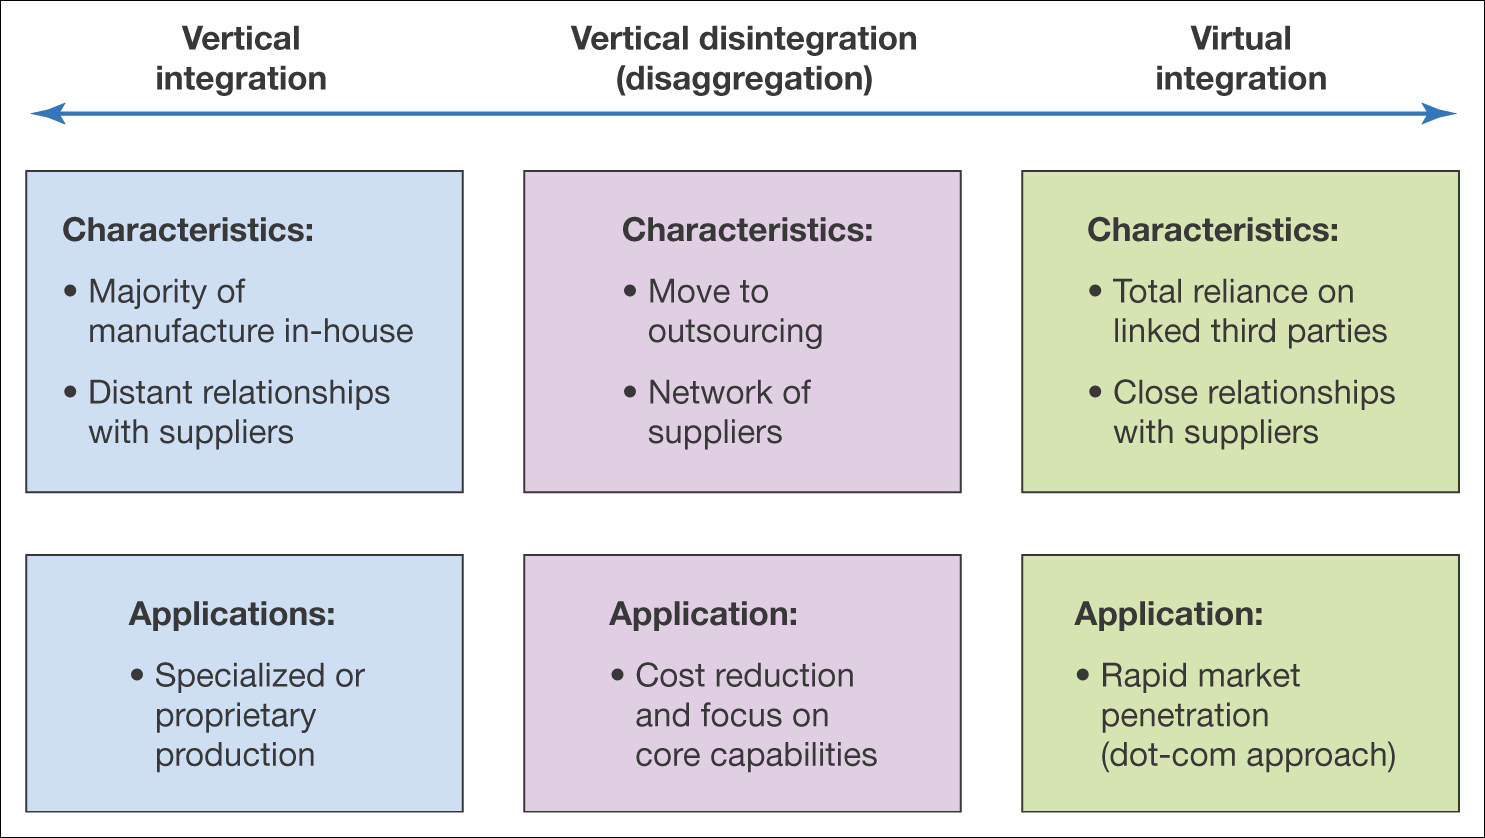 Vertical
integration
Vertical disintegration
(disaggregation)
Virtual
integration
Characteristics:
• Majority of
manufacture in-house
• Distant relationships
with suppliers
Characteristics:
• Move to
outsourcing
• Network of
suppliers
Characteristics:
• Total reliance on
linked third parties
• Close relationships
with suppliers
Applications:
• Specialized or
proprietary
production
Application:
• Cost reduction
and focus on
core capabilities
Application:
• Rapid market
penetration
(dot-com approach)